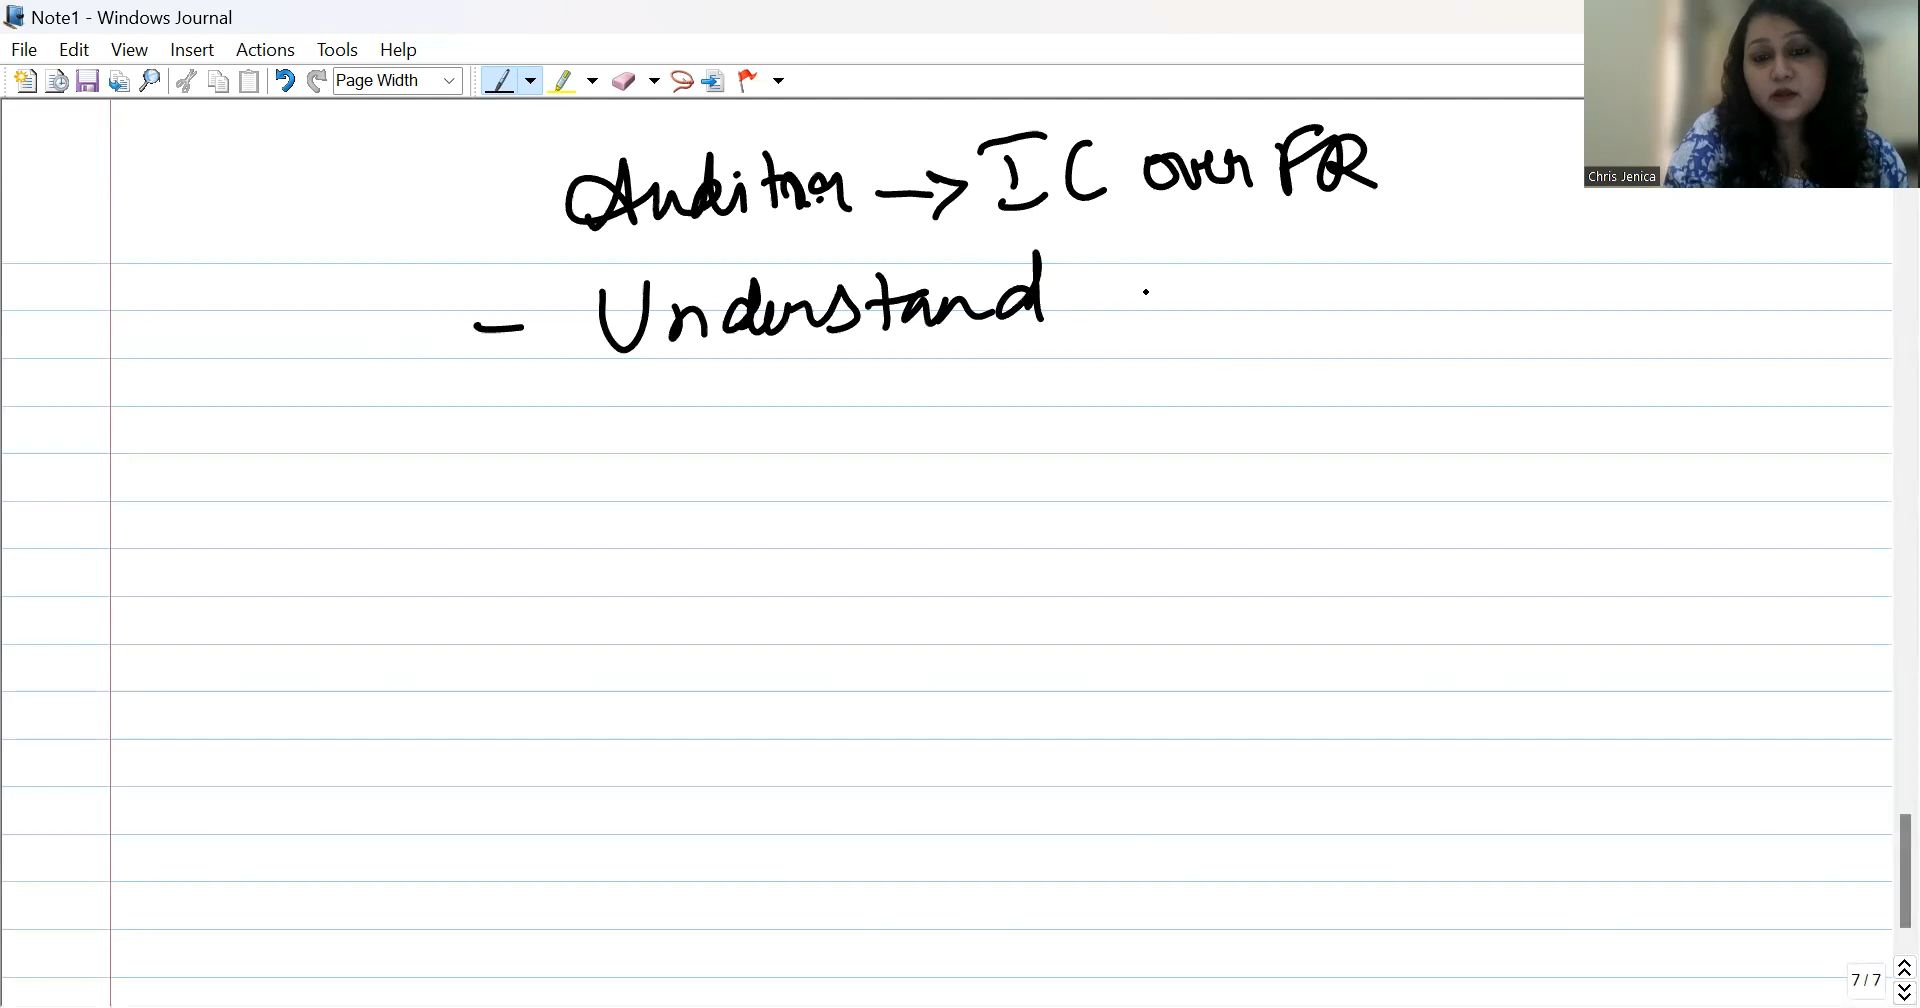 Note1 - Windows Journal
File Edit View Insert Actions Tools Help
Page Width
Chris Jenica
Auditor → IC over FR
- Understand
7 / 7